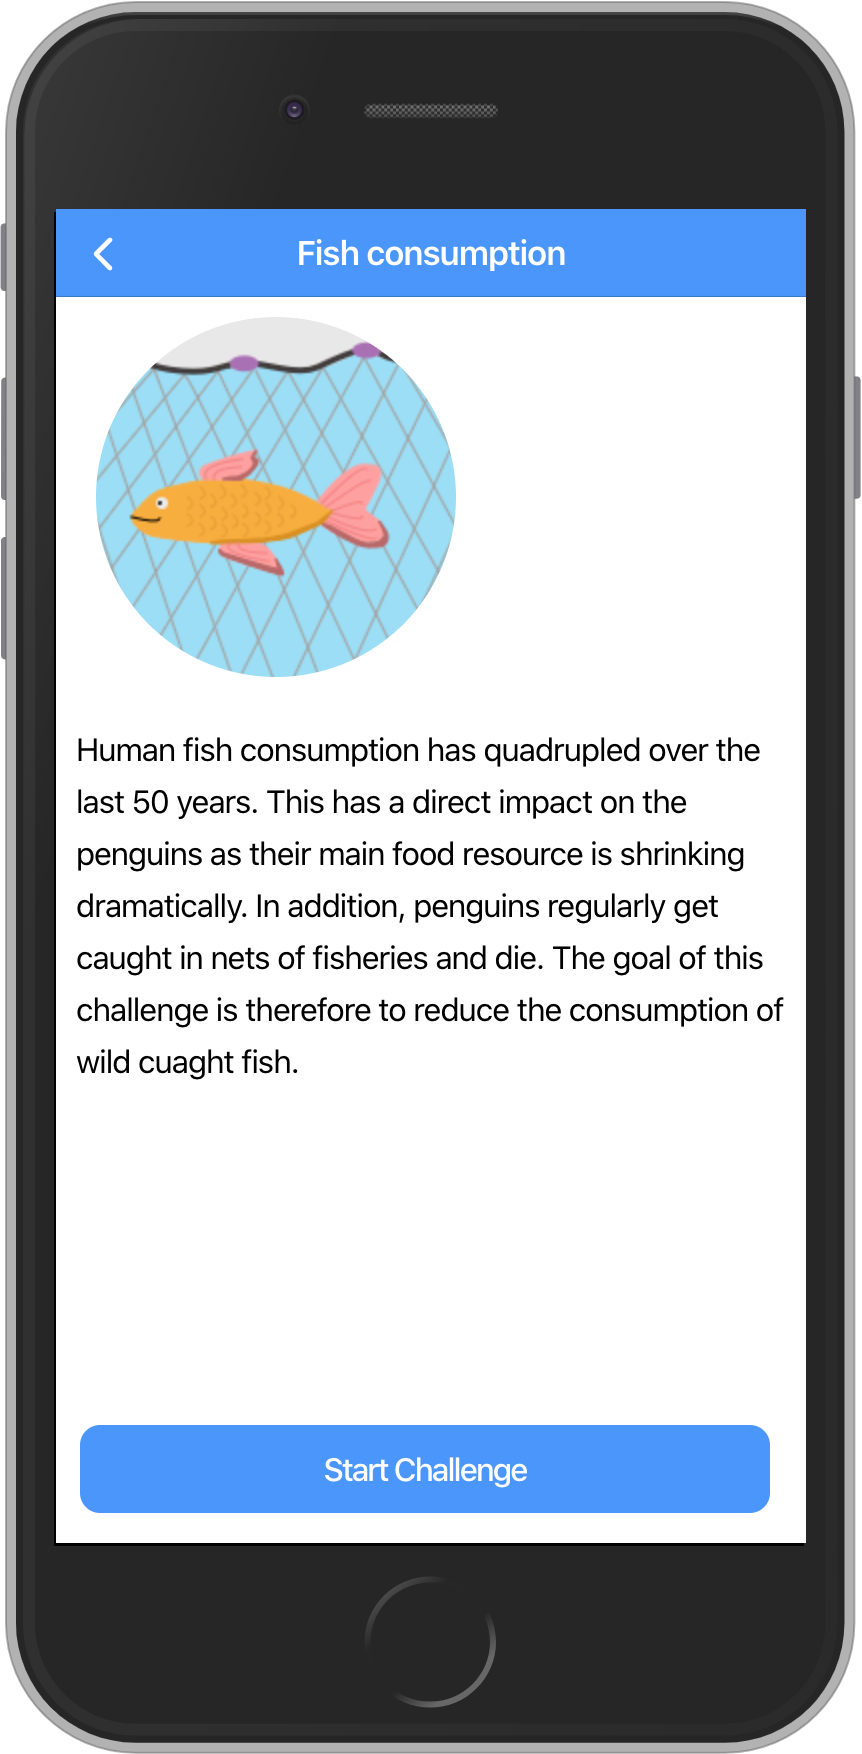 Fish consumption
Human fish consumption has quadrupled over the
last 50 years. This has a direct impact on the
penguins as their main food resource is shrinking
dramatically. In addition, penguins regularly get
caught in nets of fisheries and die. The goal of this
challenge is therefore to reduce the consumption of
wild cuaght fish.
Start Challenge